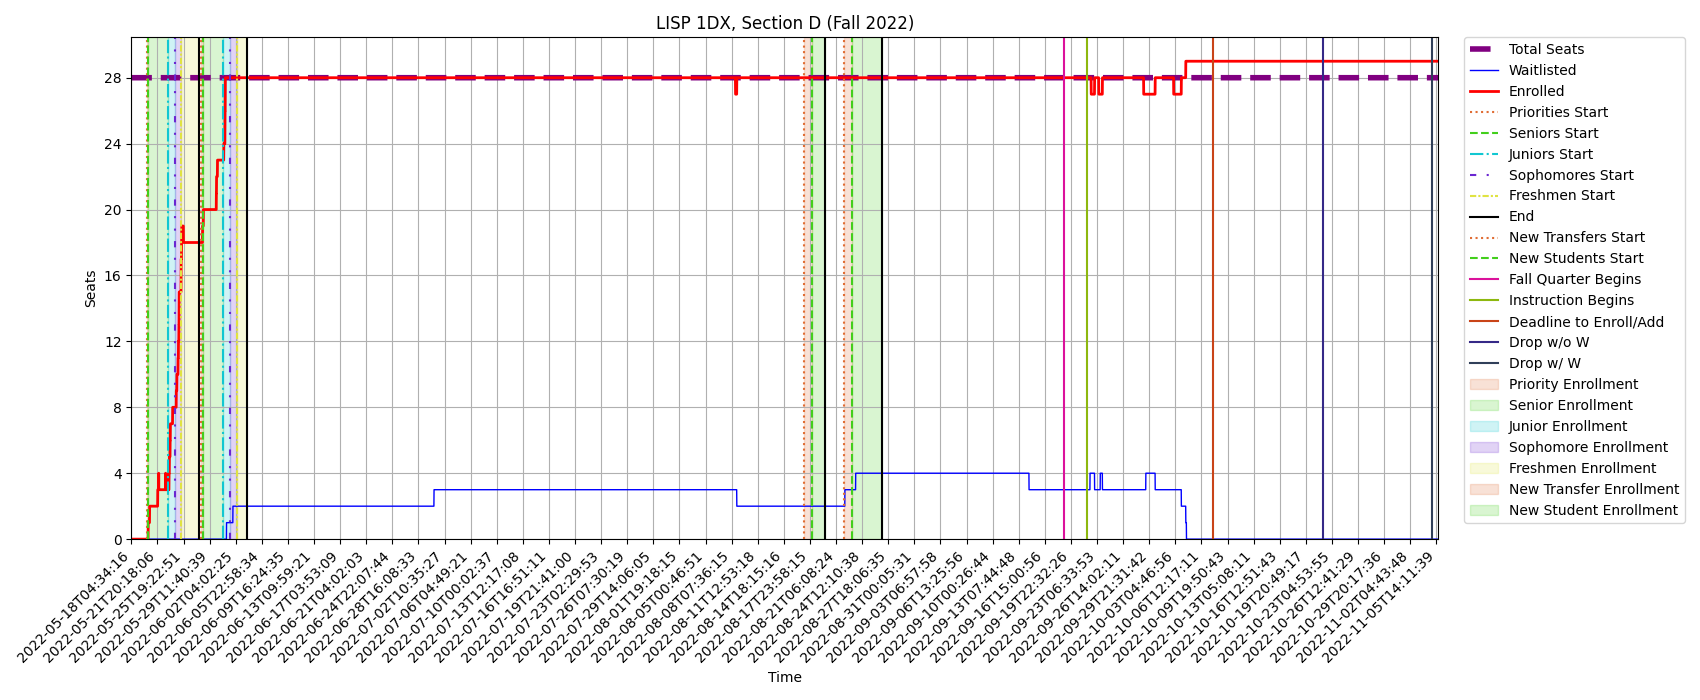 LISP 1DX, Section D (Fall 2022)
Seats
28
24
20
16
12
8
4
0
2022-05-18T04:34:16
2022-05-21T20:18:06
2022-05-25T19:22:51
2022-05-29T11:40:39
2022-06-02T04:02:25
2022-06-05T22:58:34
2022-06-09T16:24:35
2022-06-13T09:59:21
2022-06-17T03:53:09
2022-06-21T04:02:03
2022-06-24T22:07:44
2022-06-28T16:08:33
2022-07-02T10:35:27
2022-07-06T04:49:21
2022-07-10T00:02:37
2022-07-13T12:17:08
2022-07-16T16:51:11
2022-07-19T21:41:00
2022-07-23T02:29:53
2022-07-26T07:30:19
2022-07-29T14:06:05
2022-08-01T19:18:15
2022-08-05T00:46:51
2022-08-08T07:36:15
2022-08-11T12:53:18
2022-08-14T18:15:16
2022-08-17T23:58:15
2022-08-21T06:08:24
2022-08-24T12:10:38
2022-08-27T18:06:35
2022-08-31T00:05:31
2022-09-03T06:57:58
2022-09-06T13:25:56
2022-09-10T00:26:44
2022-09-13T07:44:48
2022-09-16T15:00:56
2022-09-19T22:32:26
2022-09-23T06:33:53
2022-09-26T14:02:11
2022-09-29T21:31:42
2022-10-03T04:46:56
2022-10-06T12:17:11
2022-10-09T19:50:43
2022-10-13T05:08:11
2022-10-16T12:51:43
2022-10-19T20:49:17
2022-10-23T04:53:55
2022-10-26T12:41:29
2022-10-29T20:17:36
2022-11-02T04:43:48
2022-11-05T14:11:39
Time
Total Seats
Waitlisted
Enrolled
Priorities Start
Seniors Start
Juniors Start
Sophomores Start
Freshmen Start
End
New Transfers Start
New Students Start
Fall Quarter Begins
Instruction Begins
Deadline to Enroll/Add
Drop w/o W
Drop w/ W
Priority Enrollment
Senior Enrollment
Junior Enrollment
Sophomore Enrollment
Freshmen Enrollment
New Transfer Enrollment
New Student Enrollment